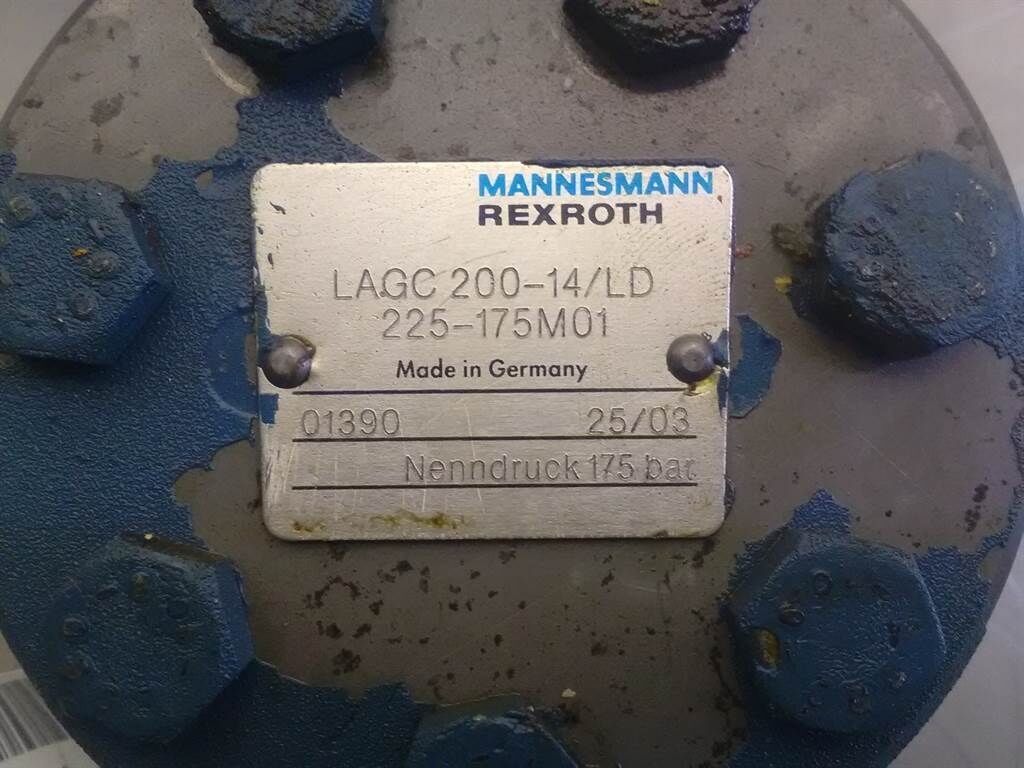 MANNESMANN
REXROTH
LAGC 200-14/LD
225-175M01
Made in Germany
01390 25/03
Nenndruck 175 bar